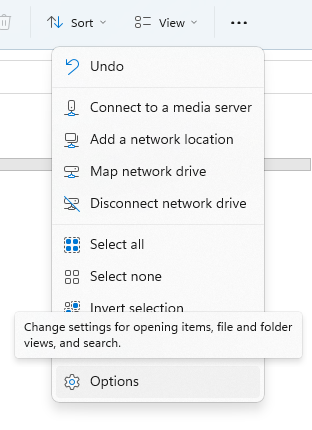 Sort View
Undo
Connect to a media server
Add a network location
Map network drive
Disconnect network drive
Select all
Select none
Invert selection
Change settings for opening items, file and folder
views, and search.
Options